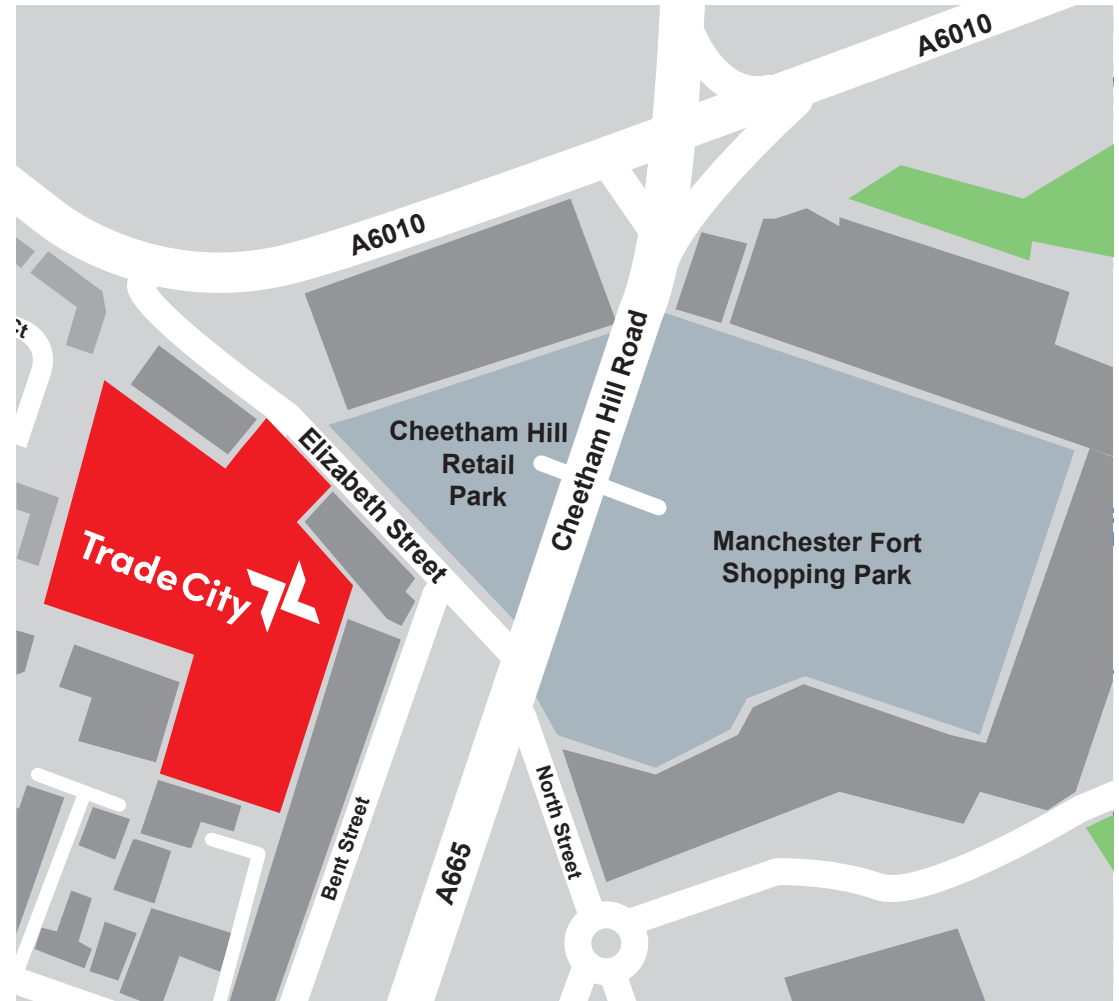 A6010
A6010
Ct
Cheetham Hill Road
Cheetham Hill
Retail
Park
Elizabeth Street
Manchester Fort
Shopping Park
Trade City
North Street
Bent Street
A665